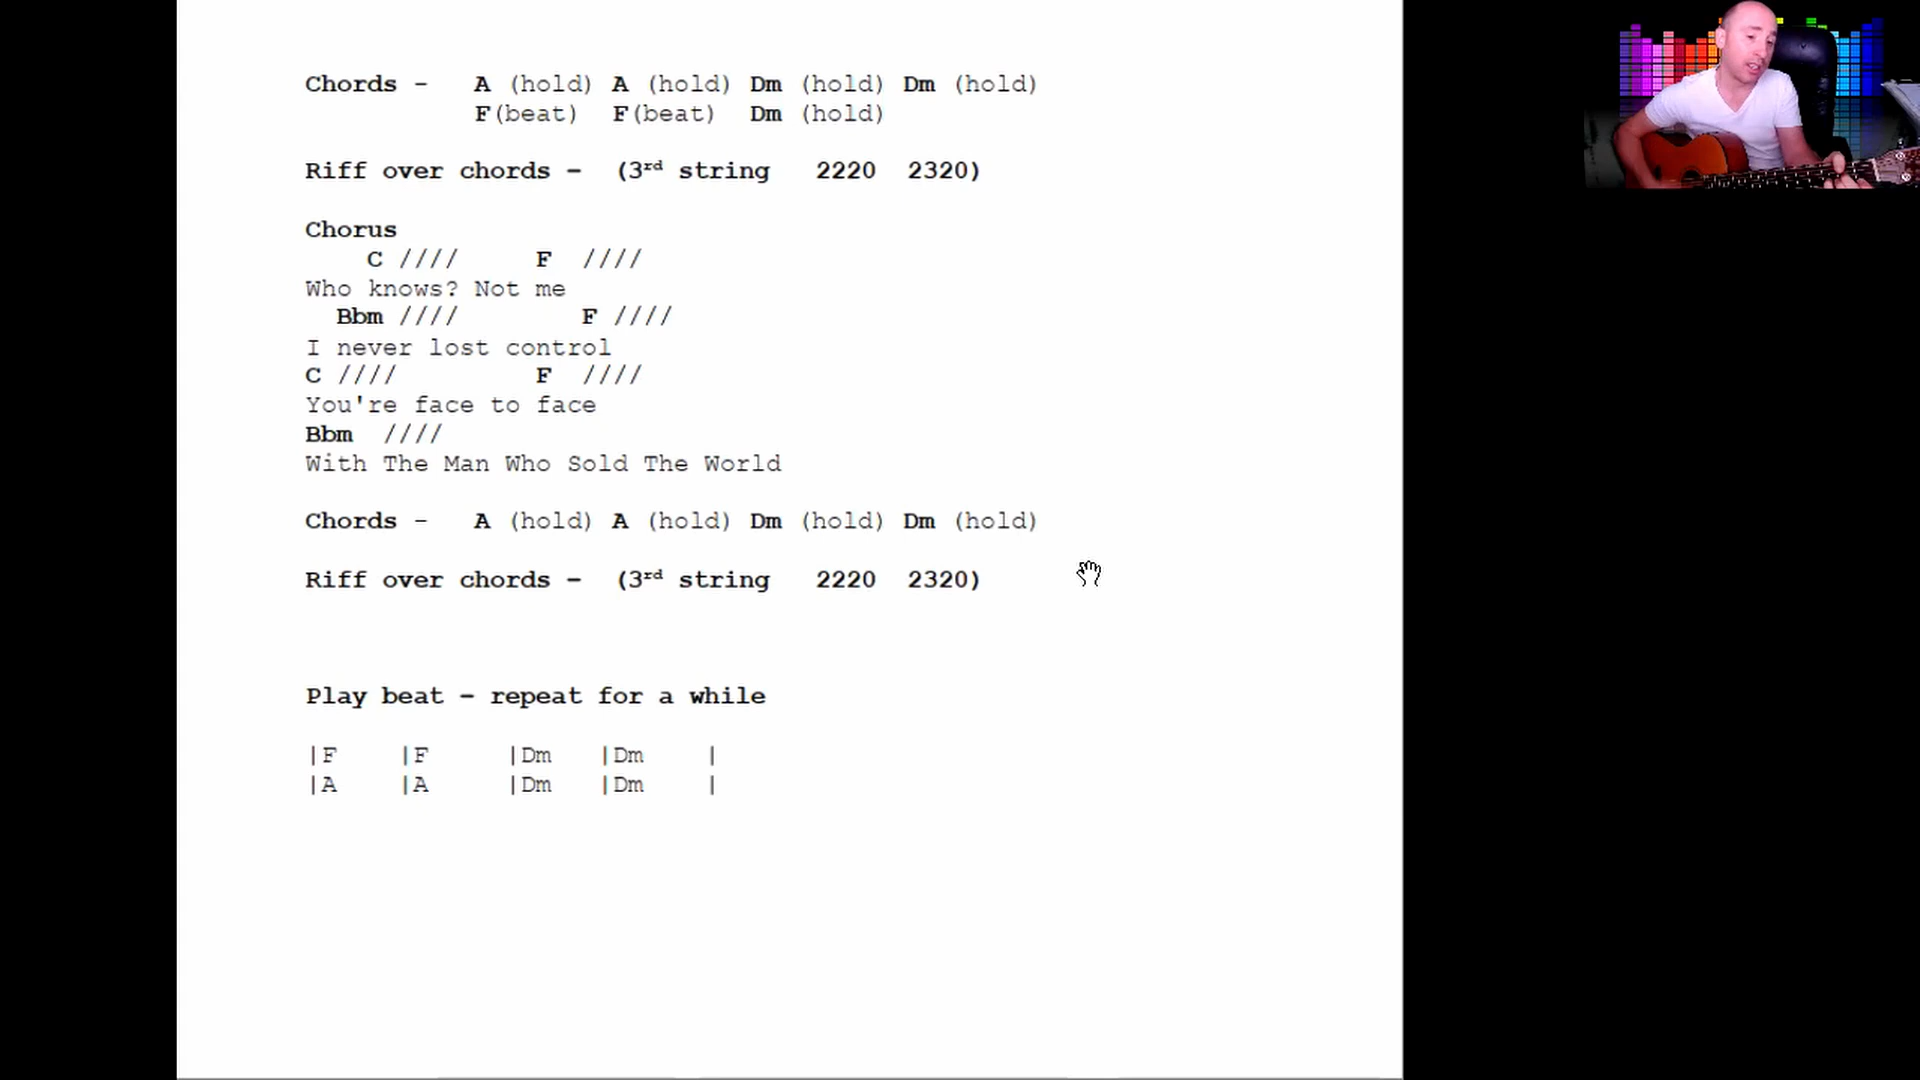 Chords -   A (hold) A (hold) Dm (hold) Dm (hold)
F(beat)  F(beat)  Dm (hold)
Riff over chords –  (3rd string   2220  2320)
Chorus
C ////     F  ////
Who knows? Not me
Bbm ////        F ////
I never lost control
C ////         F  ////
You're face to face
Bbm  ////
With The Man Who Sold The World
Chords -   A (hold) A (hold) Dm (hold) Dm (hold)
Riff over chords –  (3rd string   2220  2320)
Play beat – repeat for a while
|F    |F     |Dm   |Dm    |
|A    |A     |Dm   |Dm    |